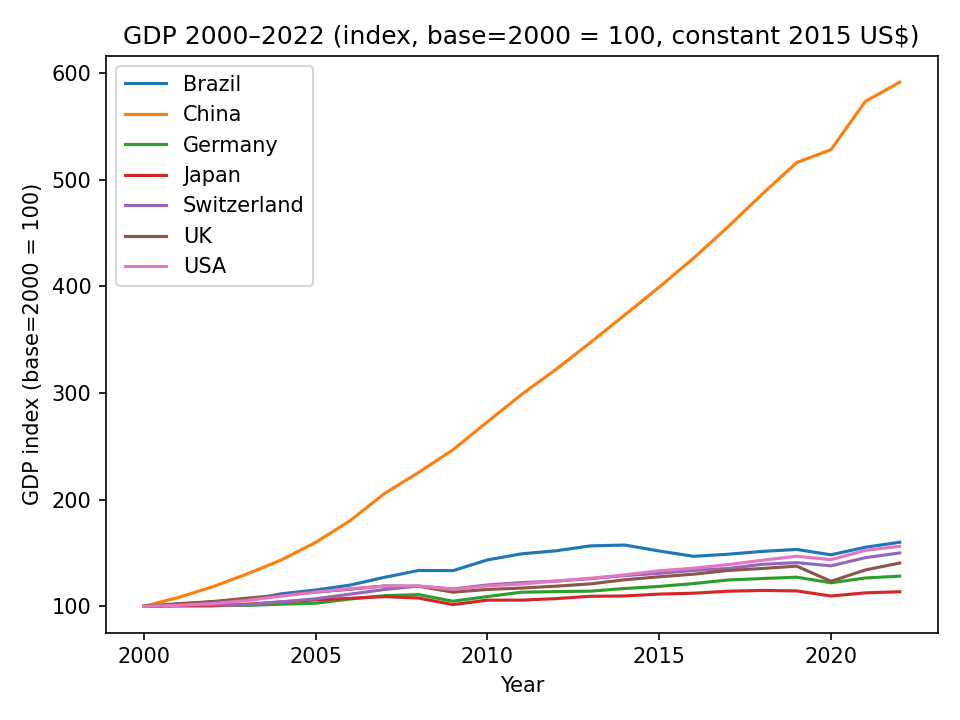 GDP 2000–2022 (index, base=2000 = 100, constant 2015 US$)
GDP index (base=2000 = 100)
600
500
400
300
200
100
Brazil
China
Germany
Japan
Switzerland
UK
USA
2000 2005 2010 2015 2020
Year